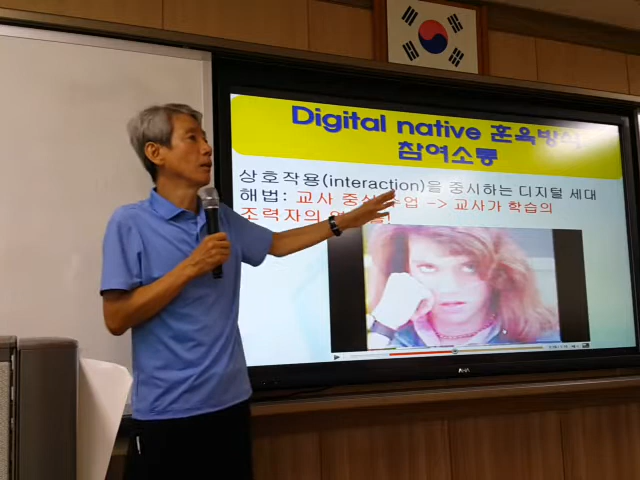 Digital native 훈육방식
참여소통
상호작용(interaction)을 중시하는 디지털 세대
해법: 교사 중심 수업 -> 교사가 학습의
조력자의